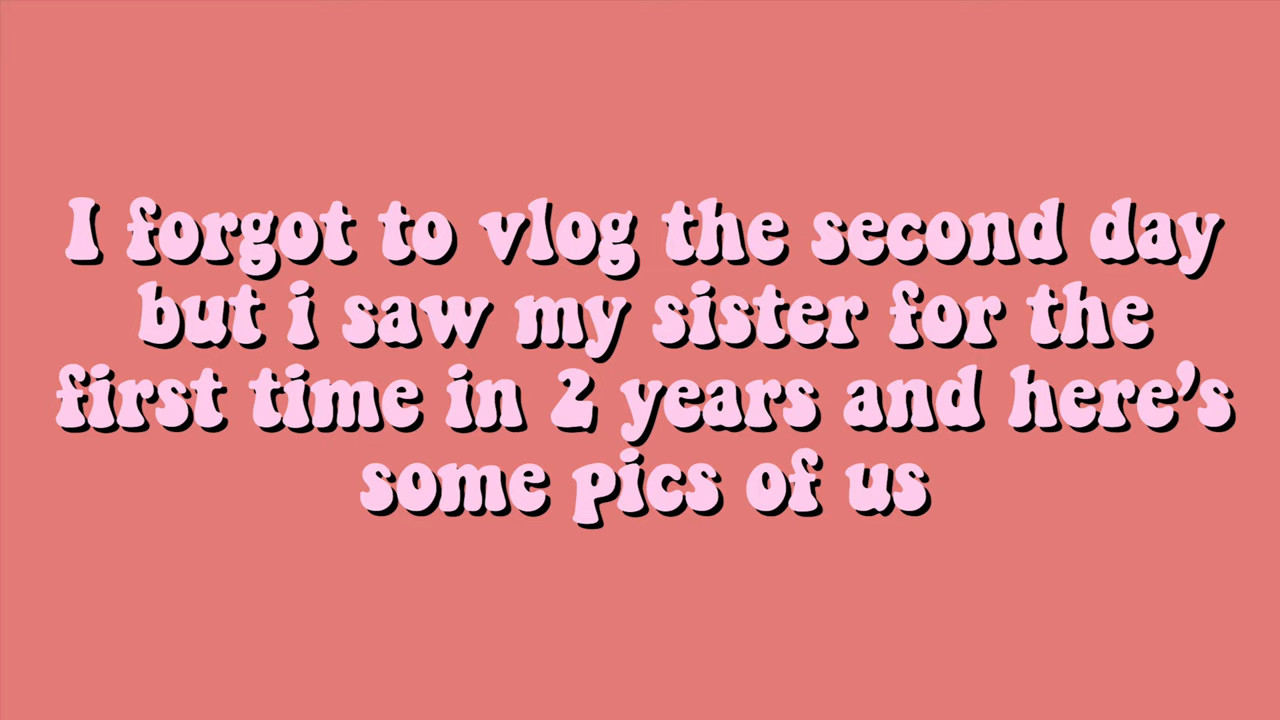 I forgot to vlog the second day
but i saw my sister for the
first time in 2 years and here's
some pics of us